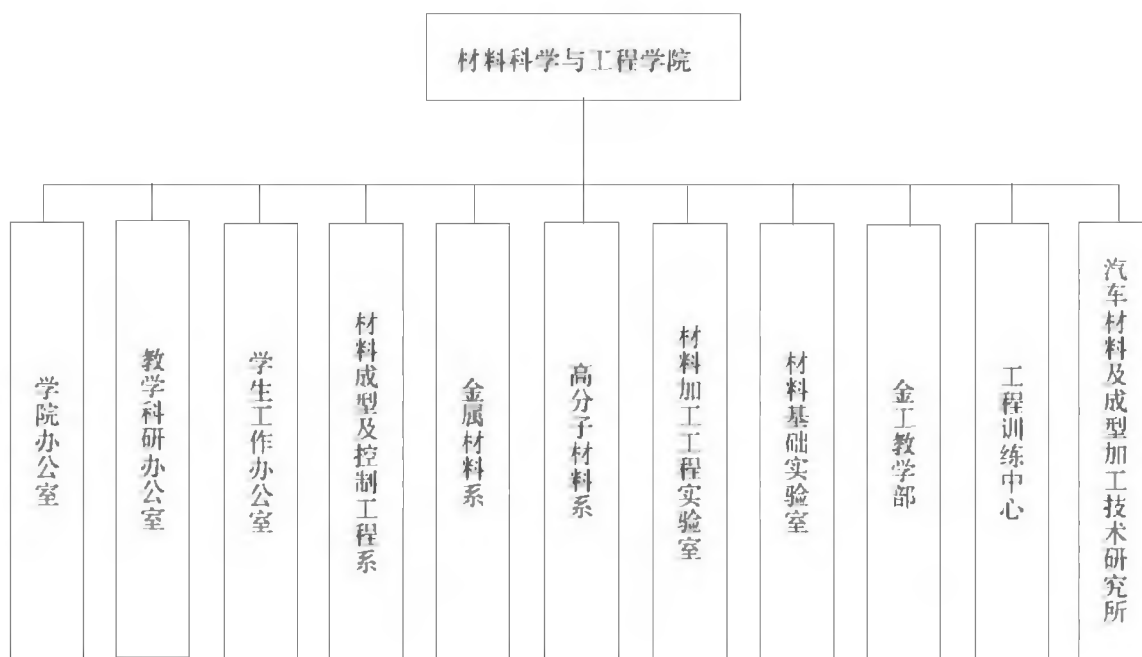 材料科学与工程学院
学院办公室
教学科研办公室
学生工作办公室
材料成型及控制工程系
金属材料系
高分子材料系
材料加工工程实验室
材料基础实验室
金工教学部
工程训练中心
汽车材料及成型加工技术研究所